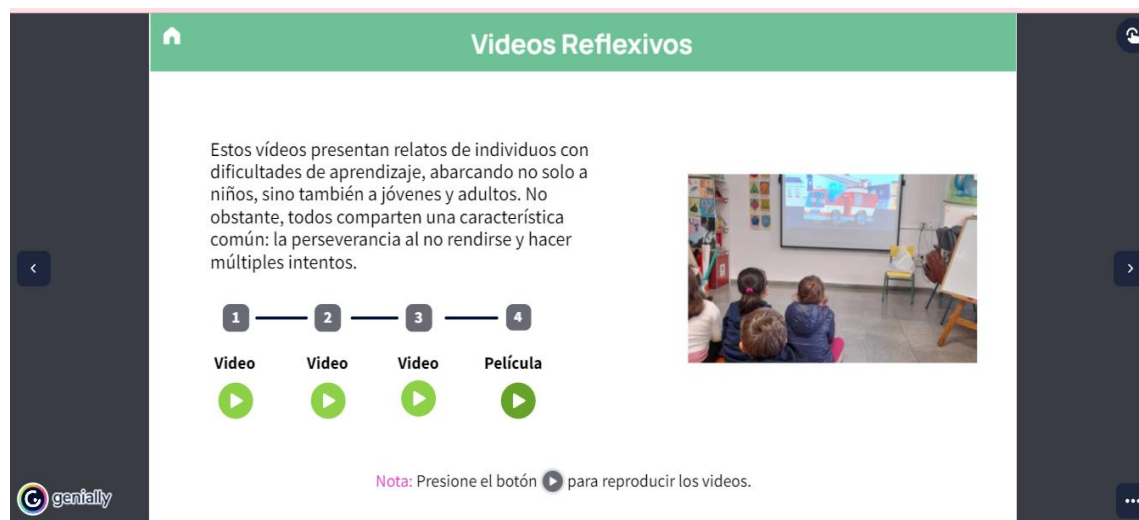 Videos Reflexivos
Estos vídeos presentan relatos de individuos con
dificultades de aprendizaje, abarcando no solo a
niños, sino también a jóvenes y adultos. No
obstante, todos comparten una característica
común: la perseverancia al no rendirse y hacer
múltiples intentos.
1 2 3 4
Video Video Video Película
Nota: Presione el botón para reproducir los videos.
genially